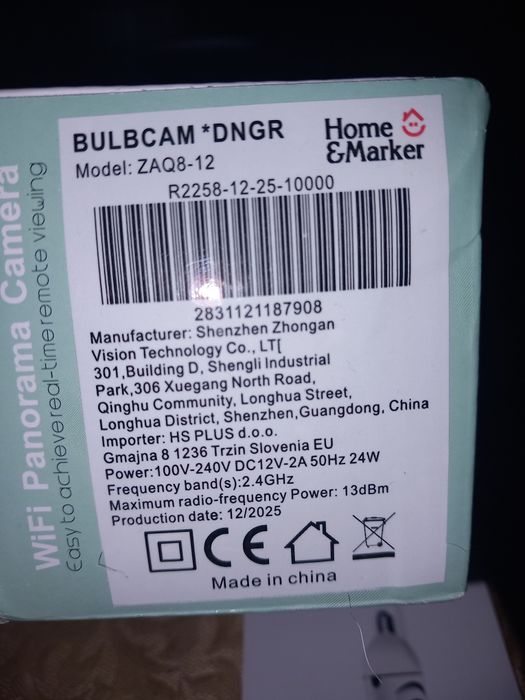 BULBCAM *DNGR
Home
&Marker
Model: ZAQ8-12
R2258-12-25-10000
2831121187908
Manufacturer: Shenzhen Zhongan
Vision Technology Co., LT[
301,Building D, Shengli Industrial
Park,306 Xuegang North Road,
Qinghu Community, Longhua Street,
Longhua District, Shenzhen,Guangdong, China
Importer: HS PLUS d.o.o.
Gmajna 8 1236 Trzin Slovenia EU
Power:100V-240V DC12V-2A 50Hz 24W
Frequency band(s):2.4GHz
Maximum radio-frequency Power: 13dBm
Production date: 12/2025
CE
Made in china
WiFi Panorama Camera
Easy to achieve real-time remote viewing